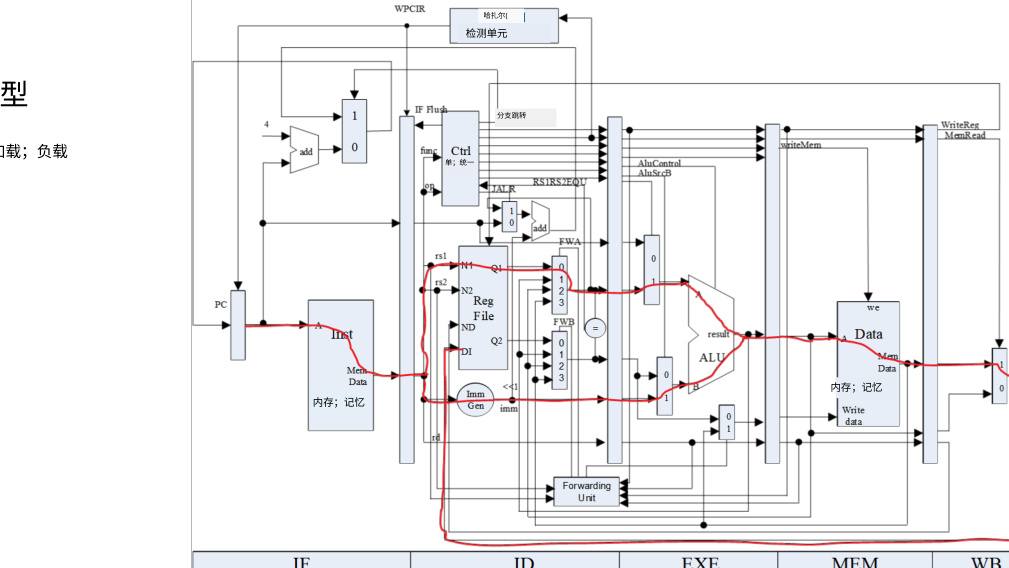 型
加载；负载
WPCIR
哈扎尔(
检测单元
IF Flush
分支跳转
4
add
1
0
func
op
Ctrl
单；统一
JALR
RS1RS2EQU
1
0
add
AluControl
AluSrcB
writeMem
WriteReg
MemRead
PC
A
Inst
Mem
Data
内存；记忆
rs1
rs2
rd
N1
N2
ND
DI
Q1
Q2
Reg
File
Imm
Gen
<<1
imm
FWA
0
1
2
3
FWB
0
1
2
3
=
0
1
0
1
A
B
result
ALU
0
1
we
A
Data
Mem
Data
内存；记忆
Write
data
1
0
Forwarding
Unit
IF
ID
EXE
MEM
WB